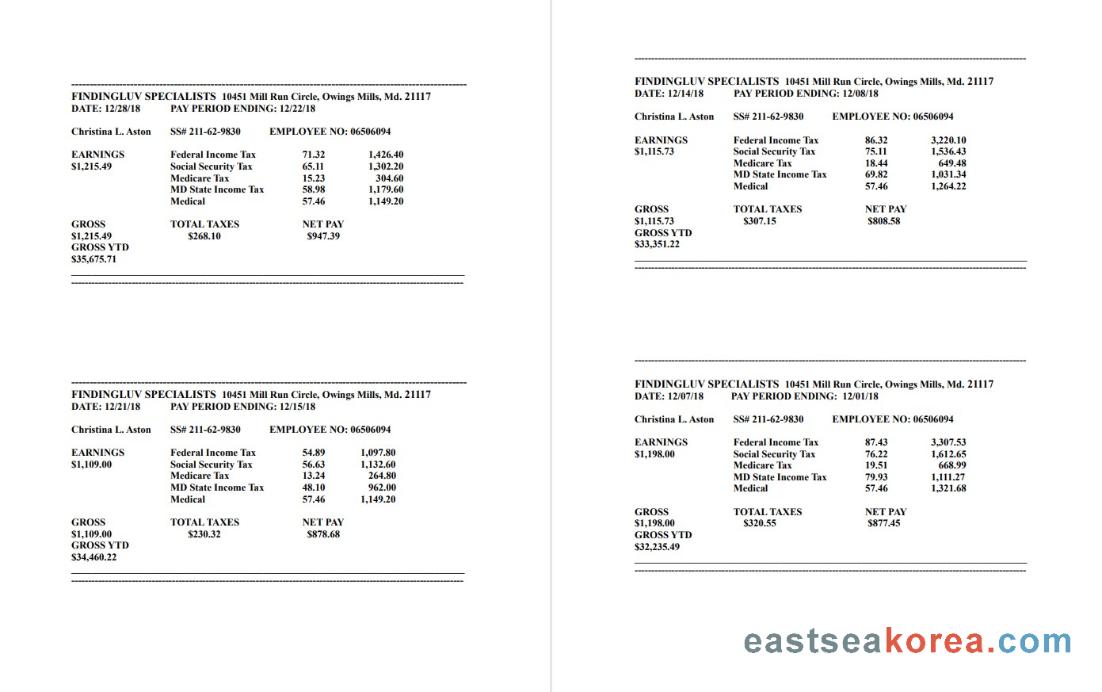 FINDINGLUV SPECIALISTS 10451 Mill Run Circle, Owings Mills, Md. 21117
DATE: 12/28/18 PAY PERIOD ENDING: 12/22/18
Christina L. Aston SS# 211-62-9830 EMPLOYEE NO: 06506094
EARNINGS Federal Income Tax 71.32 1,426.40
$1,215.49 Social Security Tax 65.11 1,302.20
Medicare Tax 15.23 304.60
MD State Income Tax 58.98 1,179.60
Medical 57.46 1,149.20
GROSS TOTAL TAXES NET PAY
$1,215.49 $268.10 $947.39
GROSS YTD
$35,675.71
FINDINGLUV SPECIALISTS 10451 Mill Run Circle, Owings Mills, Md. 21117
DATE: 12/21/18 PAY PERIOD ENDING: 12/15/18
Christina L. Aston SS# 211-62-9830 EMPLOYEE NO: 06506094
EARNINGS Federal Income Tax 54.89 1,097.80
$1,109.00 Social Security Tax 56.63 1,132.60
Medicare Tax 13.24 264.80
MD State Income Tax 48.10 962.00
Medical 57.46 1,149.20
GROSS TOTAL TAXES NET PAY
$1,109.00 $230.32 $878.68
GROSS YTD
$34,460.22
FINDINGLUV SPECIALISTS 10451 Mill Run Circle, Owings Mills, Md. 21117
DATE: 12/14/18 PAY PERIOD ENDING: 12/08/18
Christina L. Aston SS# 211-62-9830 EMPLOYEE NO: 06506094
EARNINGS Federal Income Tax 86.32 3,220.10
$1,115.73 Social Security Tax 75.11 1,536.43
Medicare Tax 18.44 649.48
MD State Income Tax 69.82 1,031.34
Medical 57.46 1,264.22
GROSS TOTAL TAXES NET PAY
$1,115.73 $307.15 $808.58
GROSS YTD
$33,351.22
FINDINGLUV SPECIALISTS 10451 Mill Run Circle, Owings Mills, Md. 21117
DATE: 12/07/18 PAY PERIOD ENDING: 12/01/18
Christina L. Aston SS# 211-62-9830 EMPLOYEE NO: 06506094
EARNINGS Federal Income Tax 87.43 3,307.53
$1,198.00 Social Security Tax 76.22 1,612.65
Medicare Tax 19.51 668.99
MD State Income Tax 79.93 1,111.27
Medical 57.46 1,321.68
GROSS TOTAL TAXES NET PAY
$1,198.00 $320.55 $877.45
GROSS YTD
$32,235.49
eastseakorea.com